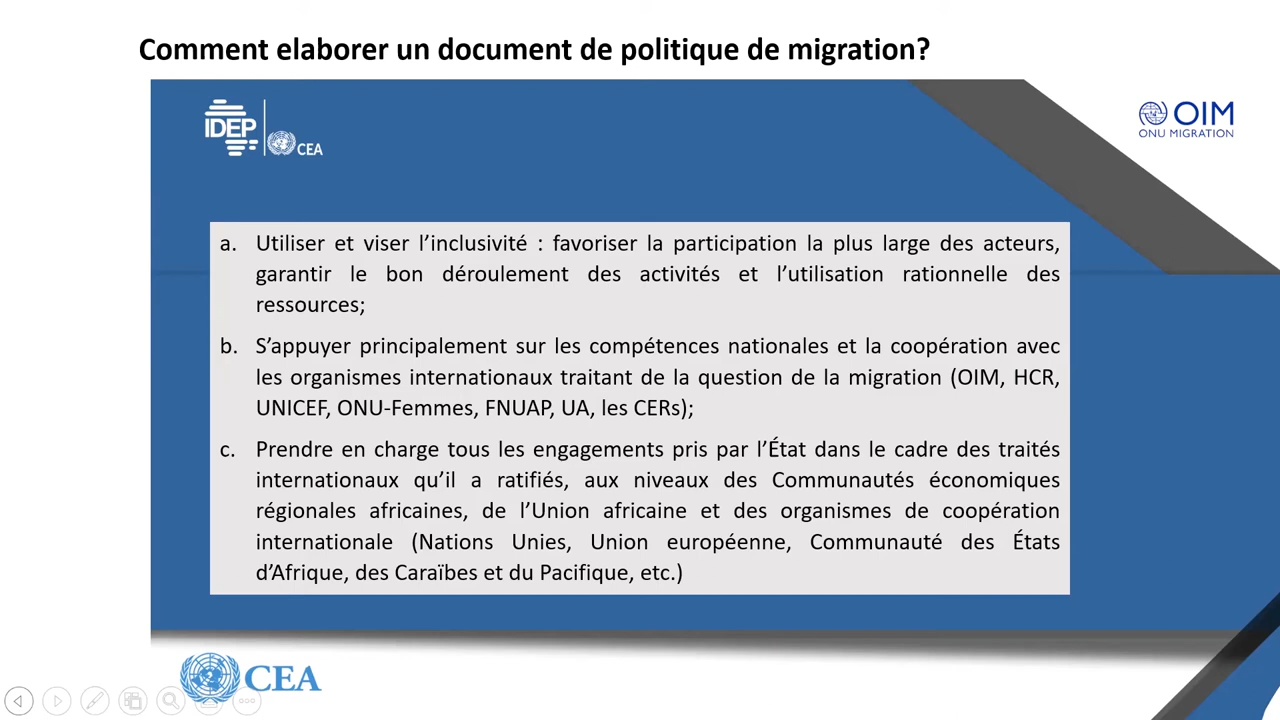 Comment elaborer un document de politique de migration?
IDEP
CEA
OIM
ONU MIGRATION
a. Utiliser et viser l’inclusivité : favoriser la participation la plus large des acteurs,
garantir le bon déroulement des activités et l’utilisation rationnelle des
ressources;
b. S’appuyer principalement sur les compétences nationales et la coopération avec
les organismes internationaux traitant de la question de la migration (OIM, HCR,
UNICEF, ONU-Femmes, FNUAP, UA, les CERs);
c. Prendre en charge tous les engagements pris par l’État dans le cadre des traités
internationaux qu’il a ratifiés, aux niveaux des Communautés économiques
régionales africaines, de l’Union africaine et des organismes de coopération
internationale (Nations Unies, Union européenne, Communauté des États
d’Afrique, des Caraïbes et du Pacifique, etc.)
CEA